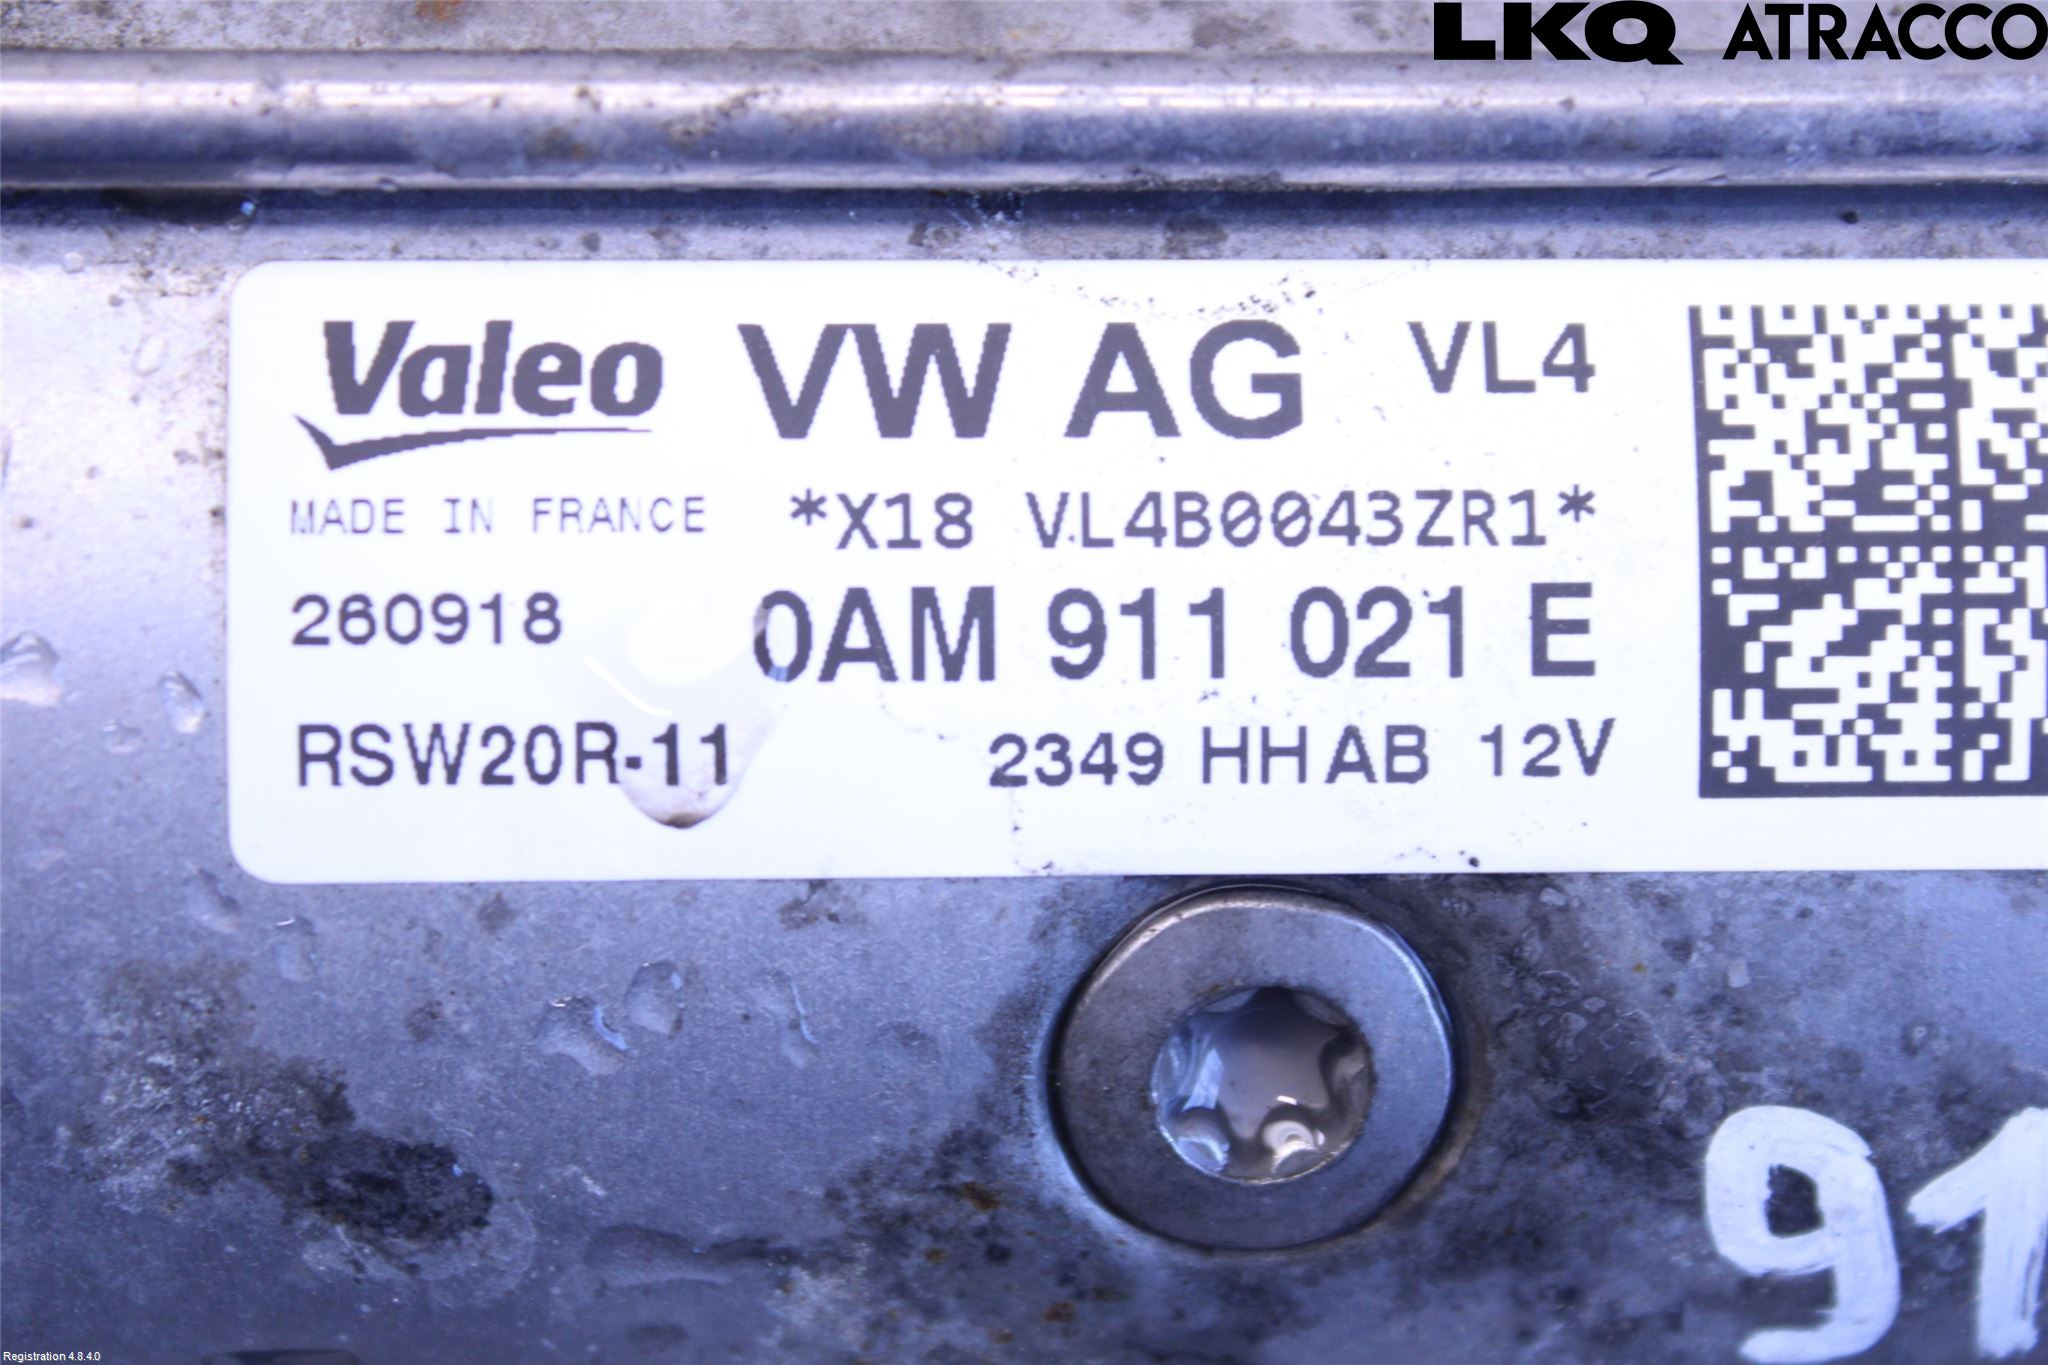 LKQ ATRACCO
Valeo VW AG VL4
MADE IN FRANCE *X18 VL4B0043ZR1*
260918 0AM 911 021 E
RSW20R-11 2349 HHAB 12V
91
Registration 4.8.4.0